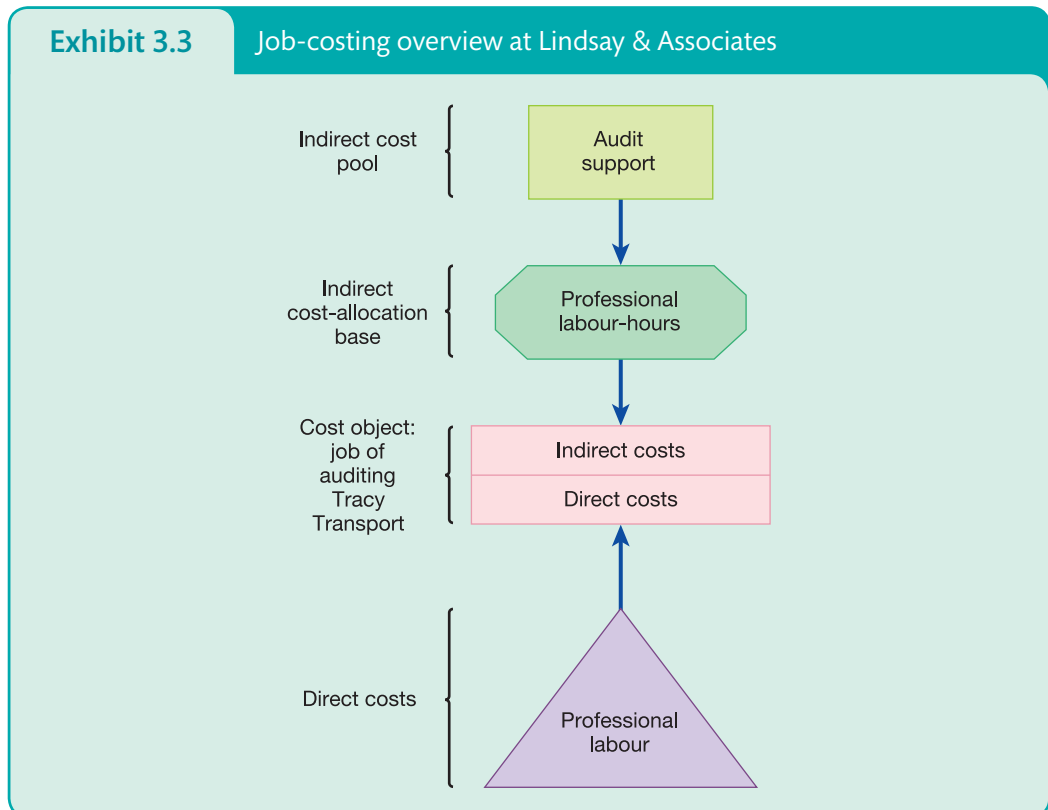 Exhibit 3.3
Job-costing overview at Lindsay & Associates
Indirect cost
pool
Audit
support
Indirect
cost-allocation
base
Professional
labour-hours
Cost object:
job of
auditing
Tracy
Transport
Indirect costs
Direct costs
Direct costs
Professional
labour